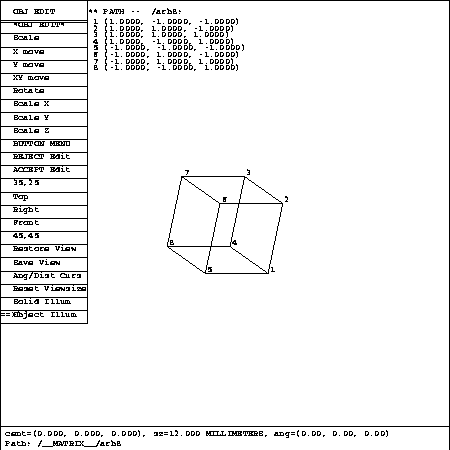 OBJ EDIT
*OBJ EDIT*
Scale
X move
Y move
XY move
Rotate
Scale X
Scale Y
Scale Z
BUTTON MENU
REJECT Edit
ACCEPT Edit
35,25
Top
Right
Front
45,45
Restore View
Save View
Ang/Dist Curs
Reset Viewsize
Solid Illum
==>Object Illum
** PATH -- /arb8:
1 (1.0000, -1.0000, -1.0000)
2 (1.0000, 1.0000, -1.0000)
3 (1.0000, 1.0000, 1.0000)
4 (1.0000, -1.0000, 1.0000)
5 (-1.0000, -1.0000, -1.0000)
6 (-1.0000, 1.0000, -1.0000)
7 (-1.0000, 1.0000, 1.0000)
8 (-1.0000, -1.0000, 1.0000)
7 3
6 2
8 4
5 1
cent=(0.000, 0.000, 0.000), sz=12.000 MILLIMETERS, ang=(0.00, 0.00, 0.00)
Path: /__MATRIX__/arb8